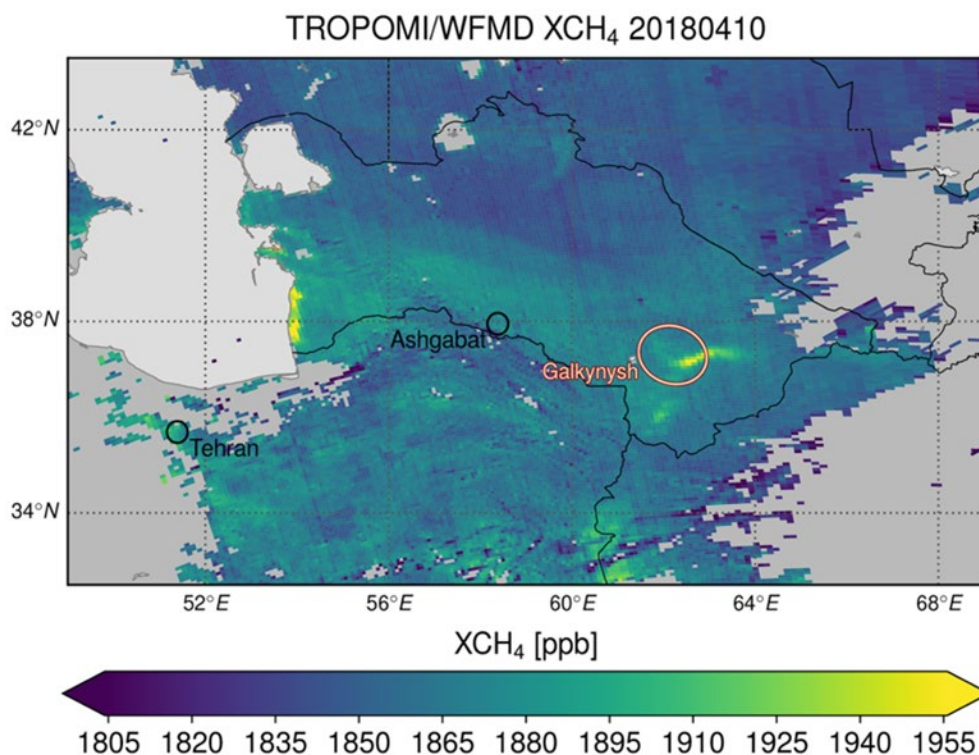 TROPOMI/WFMD XCH₄ 20180410
42°N
38°N
Ashgabat
Galkynysh
Tehran
34°N
52°E 56°E 60°E 64°E 68°E
XCH₄ [ppb]
1805 1820 1835 1850 1865 1880 1895 1910 1925 1940 1955